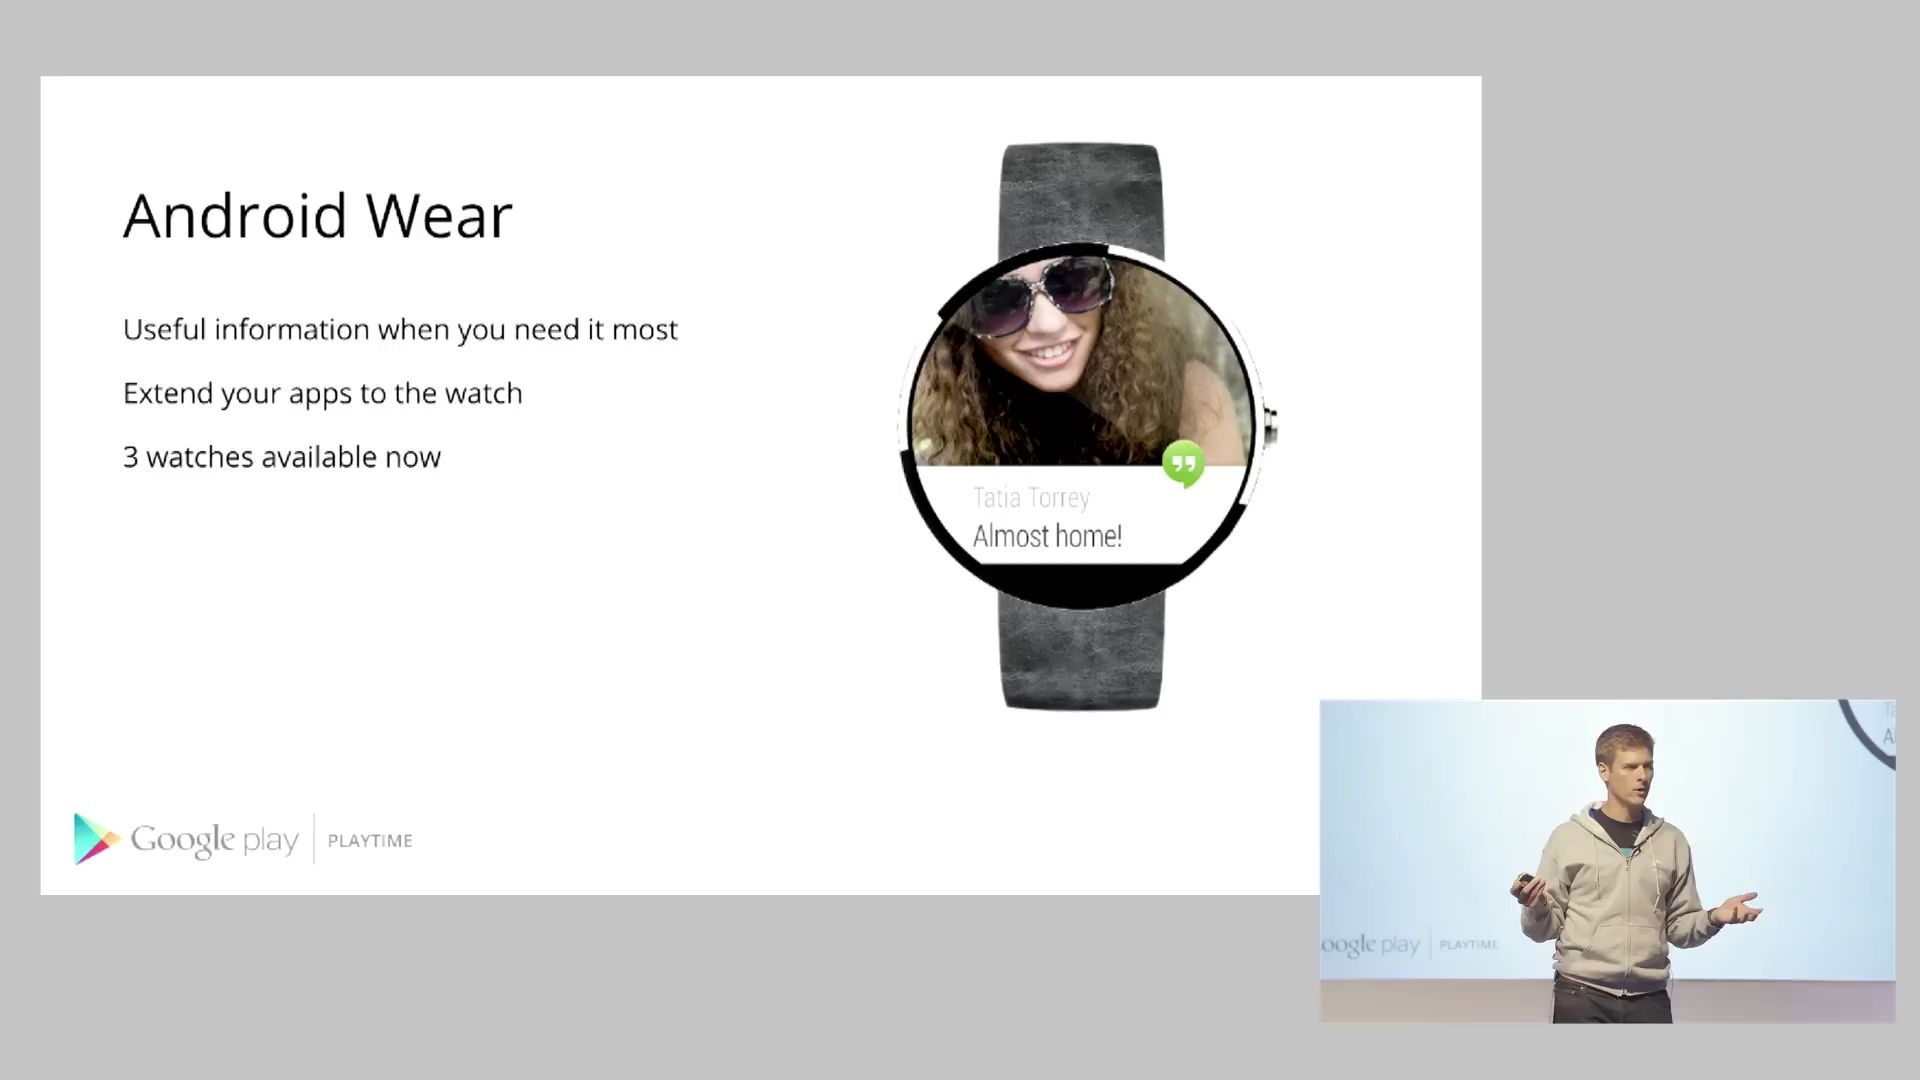 Android Wear
Useful information when you need it most
Extend your apps to the watch
3 watches available now
Tatia Torrey
Almost home!
Google play | PLAYTIME
oogle play | PLAYTIME